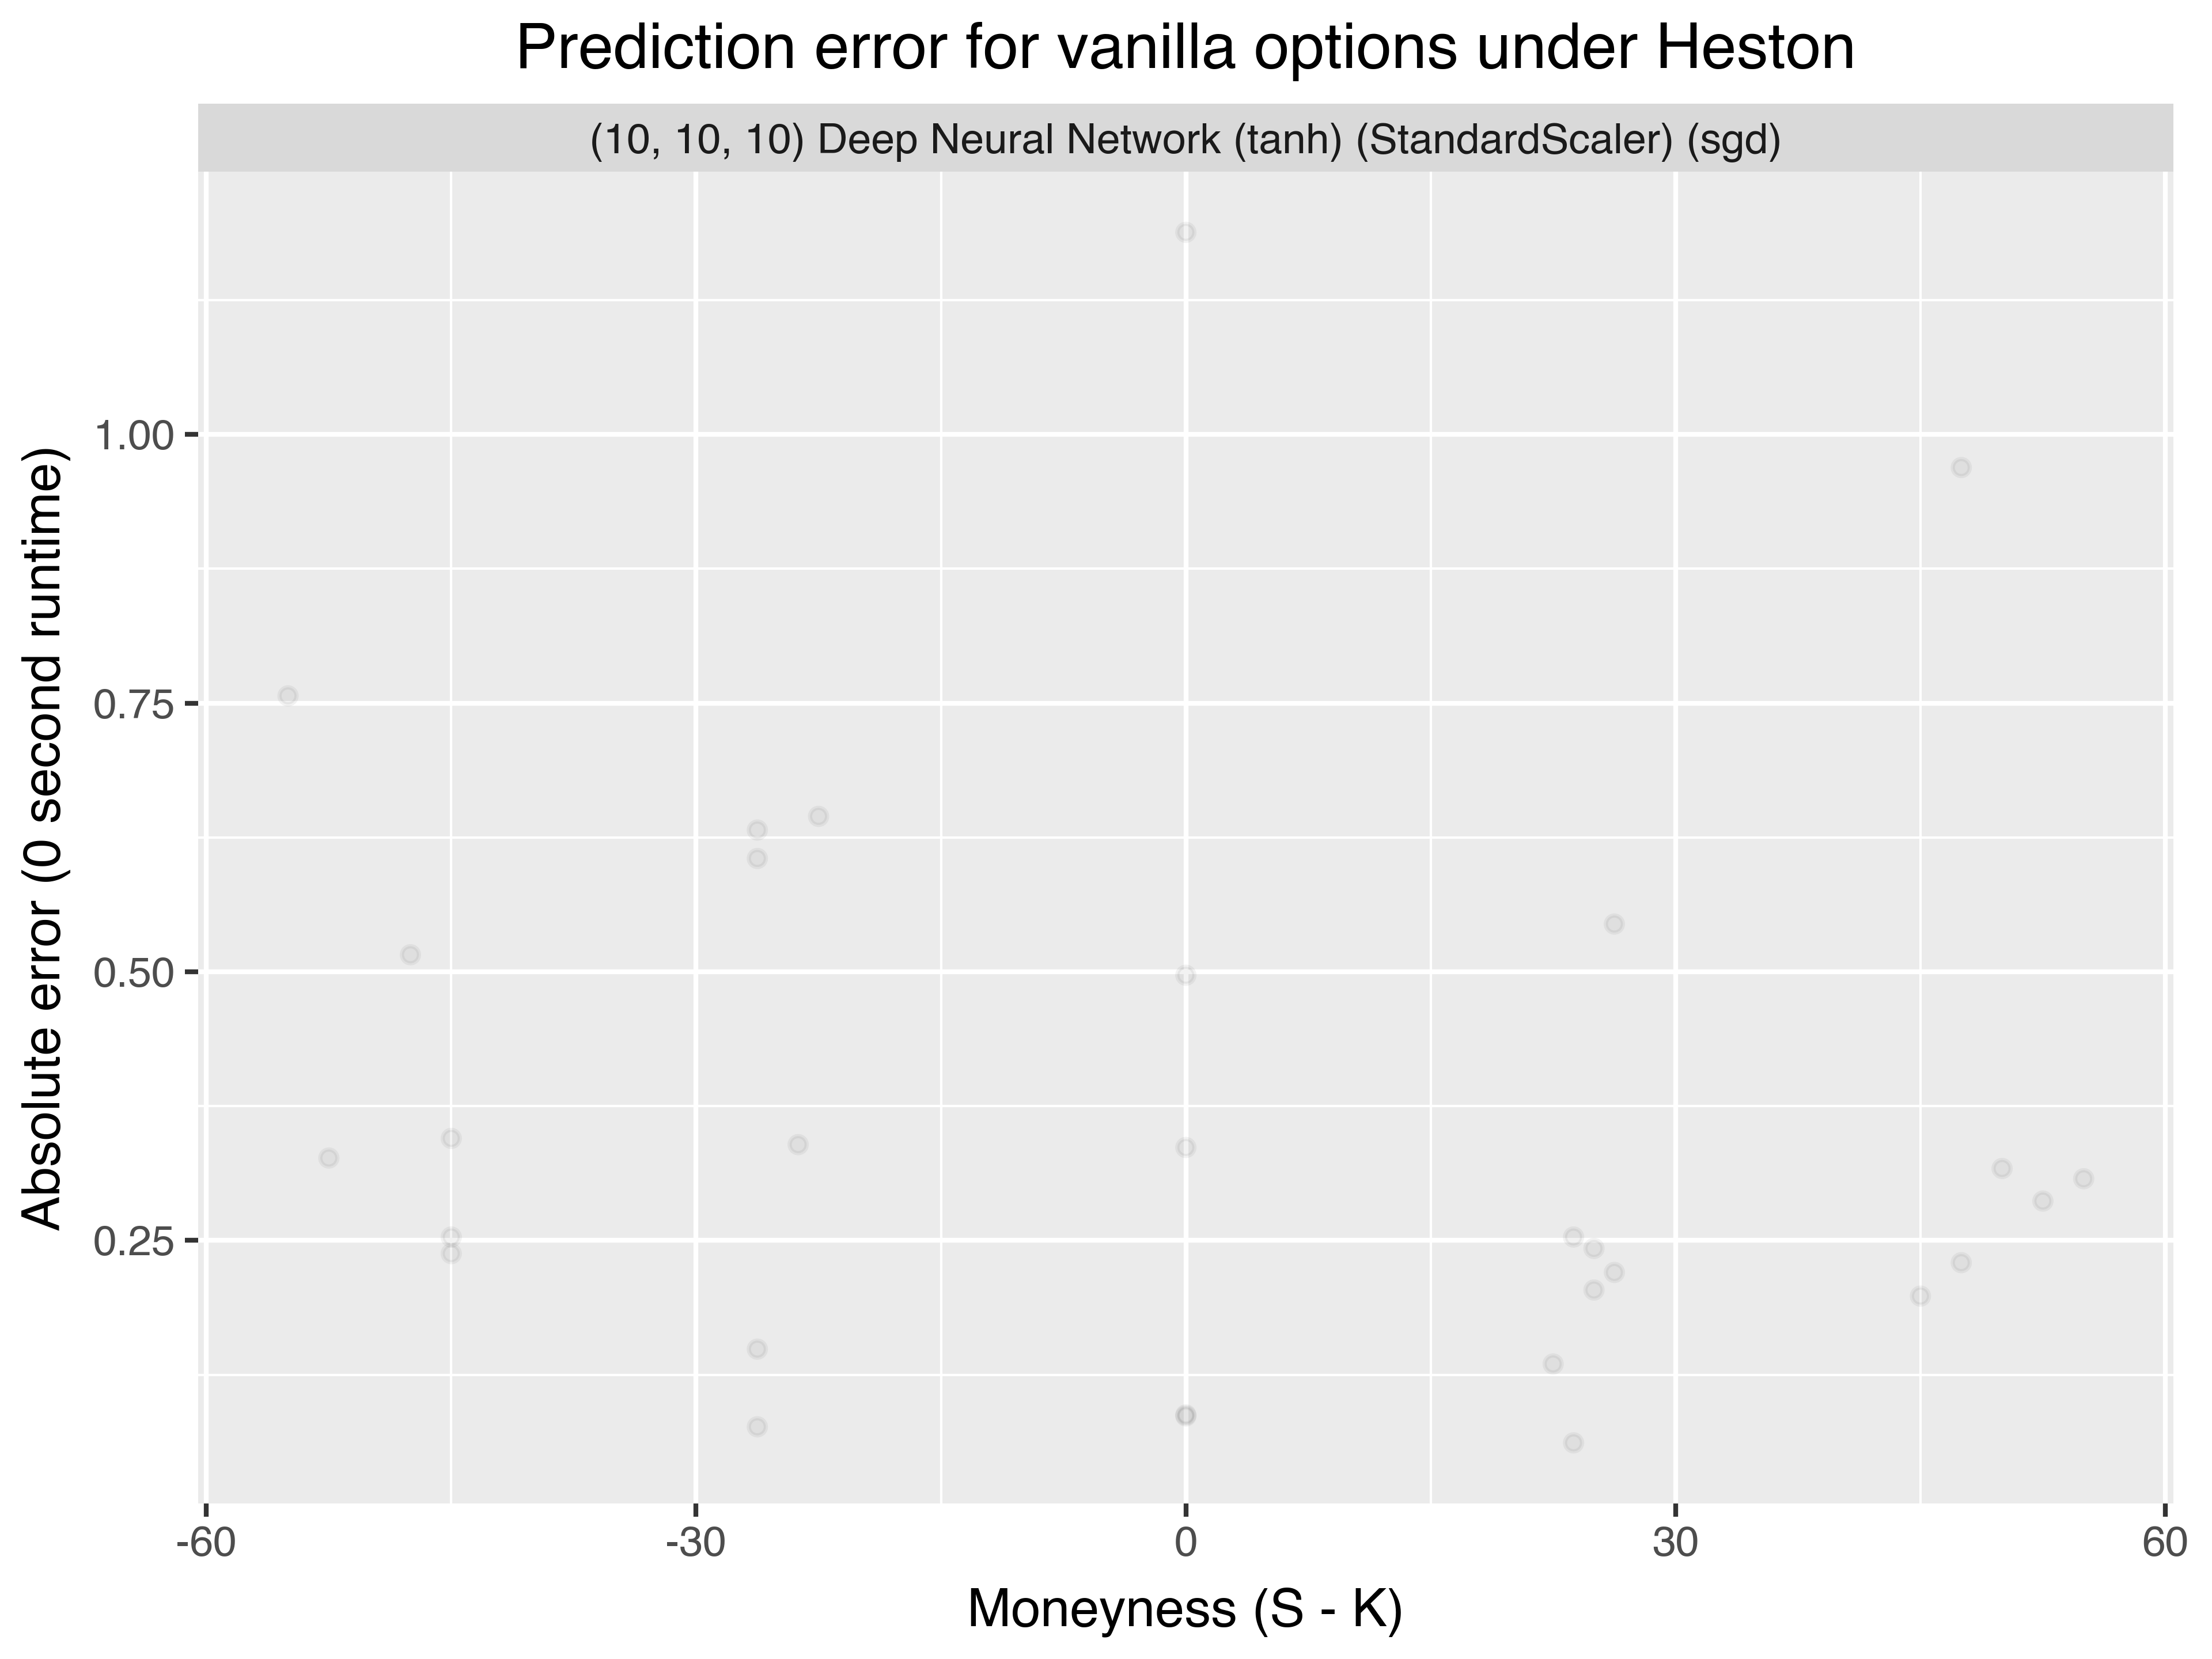 Prediction error for vanilla options under Heston
(10, 10, 10) Deep Neural Network (tanh) (StandardScaler) (sgd)
Absolute error (0 second runtime)
1.00
0.75
0.50
0.25
-60
-30
0
30
60
Moneyness (S - K)